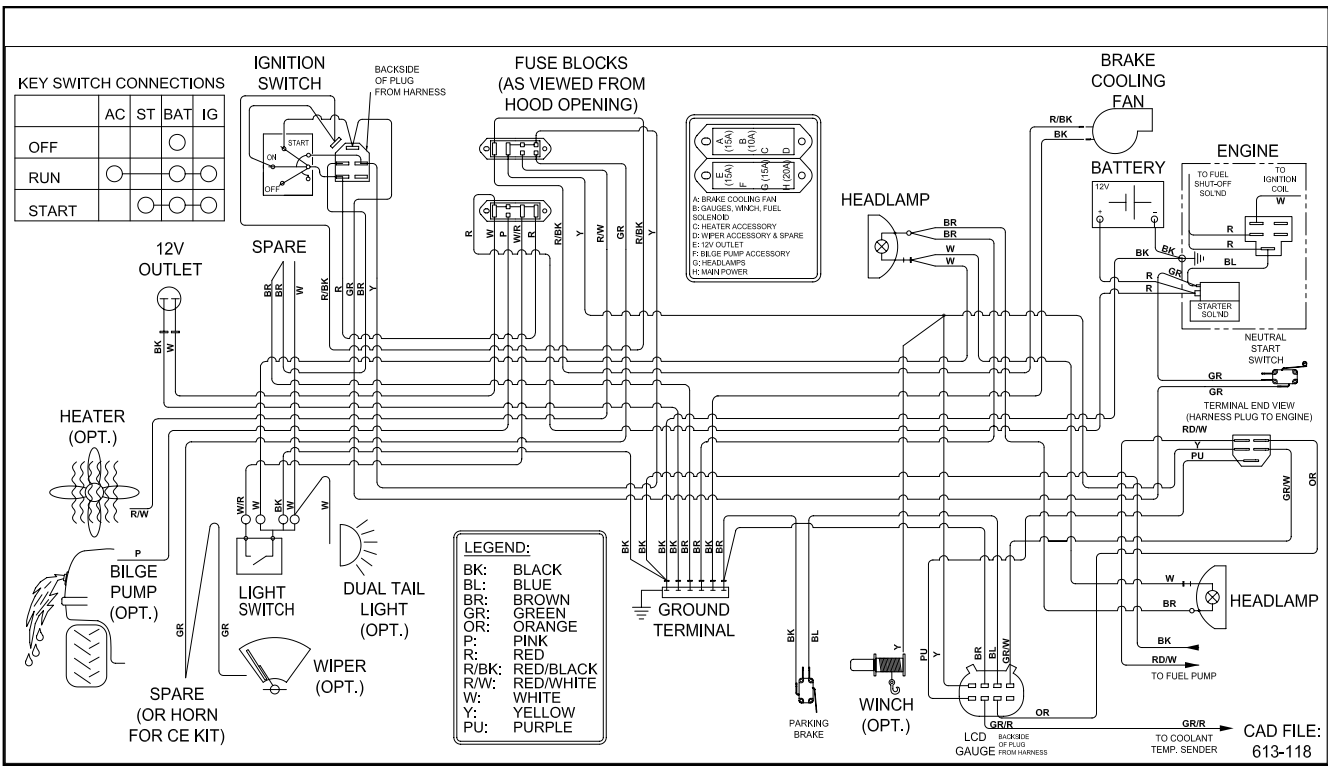 KEY SWITCH CONNECTIONS
AC ST BAT IG
OFF
RUN
START
IGNITION
SWITCH
BACKSIDE
OF PLUG
FROM HARNESS
START
ON
OFF
FUSE BLOCKS
(AS VIEWED FROM
HOOD OPENING)
A
(15A)
B
(10A)
C
D
E
(15A)
F
G (15A)
H (20A)
A: BRAKE COOLING FAN
B: GAUGES, WINCH, FUEL
SOLENOID
C: HEATER ACCESSORY
D: WIPER ACCESSORY & SPARE
E: 12V OUTLET
F: BILGE PUMP ACCESSORY
G: HEADLAMPS
H: MAIN POWER
BRAKE
COOLING
FAN
R/BK
BK
BATTERY
12V
+
-
ENGINE
TO FUEL
SHUT-OFF
SOL'ND
TO
IGNITION
COIL
W
R
R
BL
BK
BK
GR
R
R
STARTER
SOL'ND
NEUTRAL
START
SWITCH
GR
GR
HEADLAMP
BR
BR
W
W
12V
OUTLET
BK
W
SPARE
BR
BR
W
R/BK
R
GR
BR
Y
R
W
P
W/R
R
R/BK
Y
R/W
GR
R/BK
Y
TERMINAL END VIEW
(HARNESS PLUG TO ENGINE)
RD/W
Y
PU
GR/W
OR
HEATER
(OPT.)
R/W
P
BILGE
PUMP
(OPT.)
W/R
W
BK
W
W
LIGHT
SWITCH
DUAL TAIL
LIGHT
(OPT.)
GR
GR
SPARE
(OR HORN
FOR CE KIT)
WIPER
(OPT.)
LEGEND:
BK: BLACK
BL: BLUE
BR: BROWN
GR: GREEN
OR: ORANGE
P: PINK
R: RED
R/BK: RED/BLACK
R/W: RED/WHITE
W: WHITE
Y: YELLOW
PU: PURPLE
BK
BK
BK
BK
BR
BR
BK
BR
GROUND
TERMINAL
BK
BL
PARKING
BRAKE
Y
WINCH
(OPT.)
PU
Y
BR
BL
GR/W
OR
GR/R
LCD
GAUGE
BACKSIDE
OF PLUG
FROM HARNESS
W
BR
HEADLAMP
BK
RD/W
TO FUEL PUMP
GR/R
TO COOLANT
TEMP. SENDER
CAD FILE:
613-118